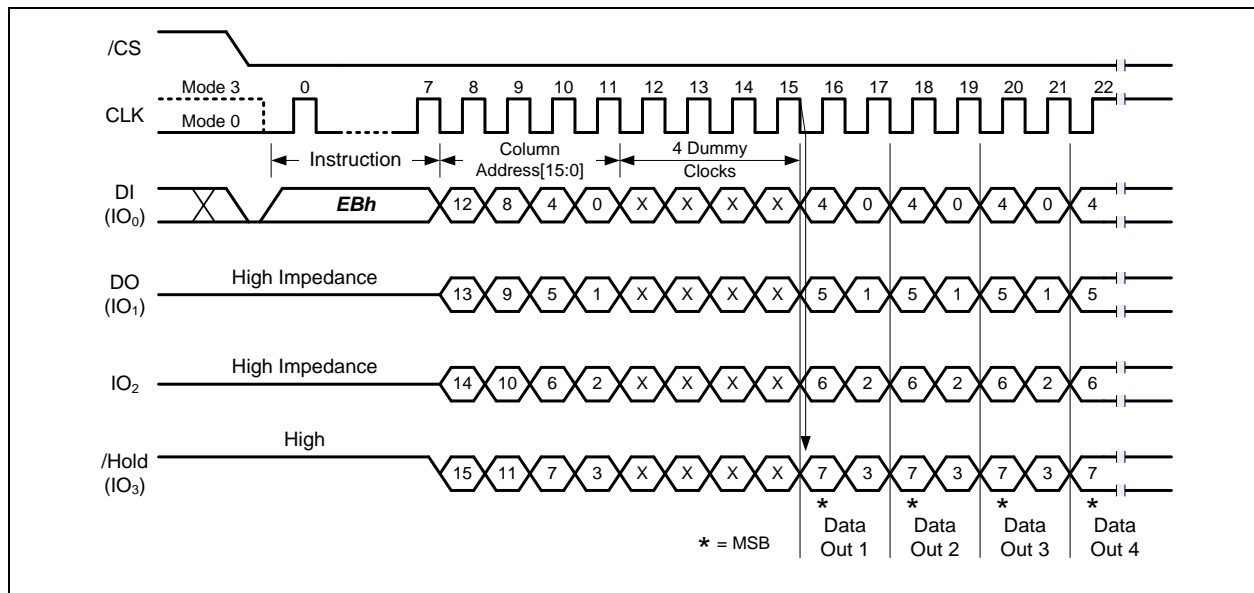 /CS
Mode 3
Mode 0
CLK
0 7 8 9 10 11 12 13 14 15 16 17 18 19 20 21 22
Instruction
Column
Address[15:0]
4 Dummy
Clocks
DI
(IO0)
EBh
12 8 4 0 X X X X 4 0 4 0 4 0 4
DO
(IO1)
High Impedance
13 9 5 1 X X X X 5 1 5 1 5 1 5
IO2
High Impedance
14 10 6 2 X X X X 6 2 6 2 6 2 6
/Hold
(IO3)
High
15 11 7 3 X X X X 7 3 7 3 7 3 7
* * * *
* = MSB
Data
Out 1
Data
Out 2
Data
Out 3
Data
Out 4